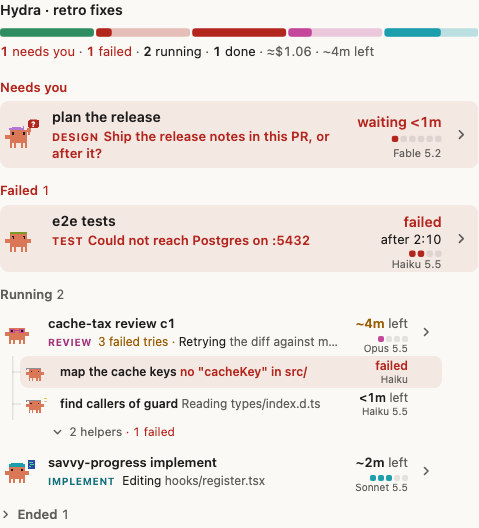 Hydra · retro fixes
1 needs you · 1 failed · 2 running · 1 done · ≈$1.06 · ~4m left
Needs you
plan the release
waiting <1m
DESIGN Ship the release notes in this PR, or
after it?
Fable 5.2
Failed 1
e2e tests
failed
TEST Could not reach Postgres on :5432
after 2:10
Haiku 5.5
Running 2
cache-tax review c1
~4m left
REVIEW 3 failed tries · Retrying the diff against m…
Opus 5.5
map the cache keys no "cacheKey" in src/
failed
Haiku
find callers of guard Reading types/index.d.ts
<1m left
Haiku 5.5
2 helpers · 1 failed
savvy-progress implement
~2m left
IMPLEMENT Editing hooks/register.tsx
Sonnet 5.5
Ended 1